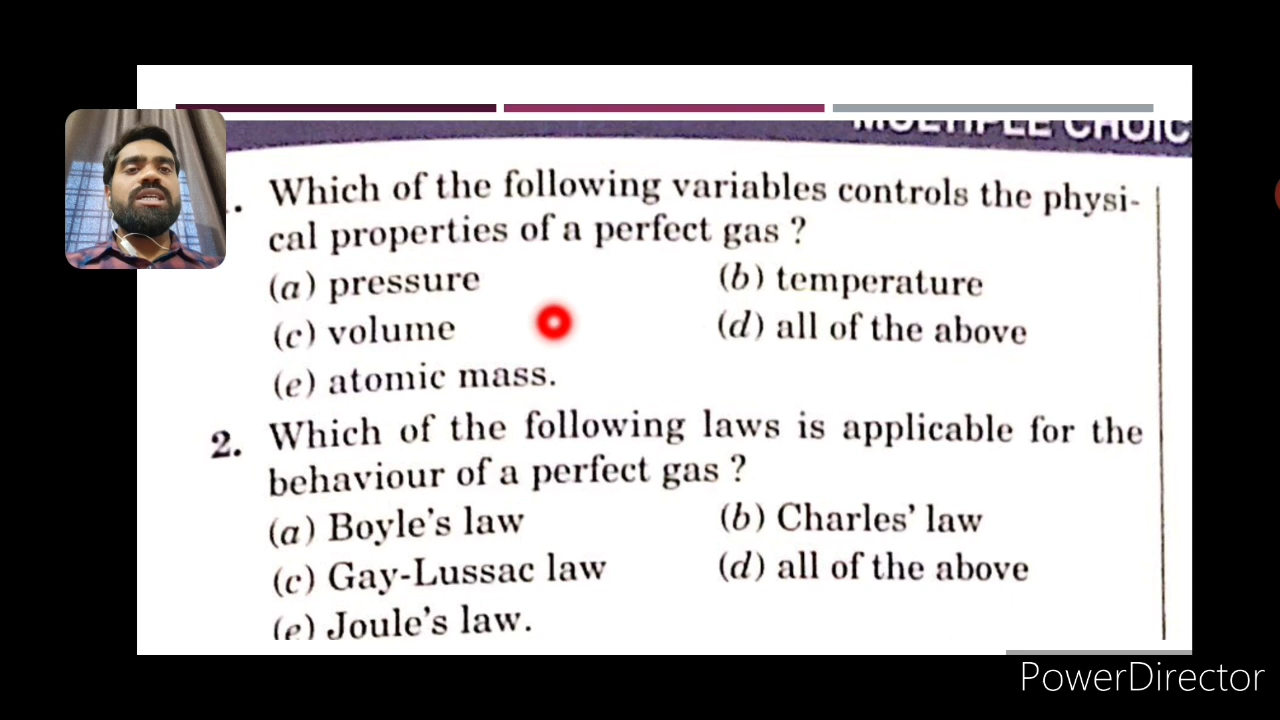 MULTIPLE CHOIC
. Which of the following variables controls the physi-
cal properties of a perfect gas ?
(a) pressure (b) temperature
(c) volume (d) all of the above
(e) atomic mass.
2. Which of the following laws is applicable for the
behaviour of a perfect gas ?
(a) Boyle's law (b) Charles' law
(c) Gay-Lussac law (d) all of the above
(e) Joule's law.
PowerDirector